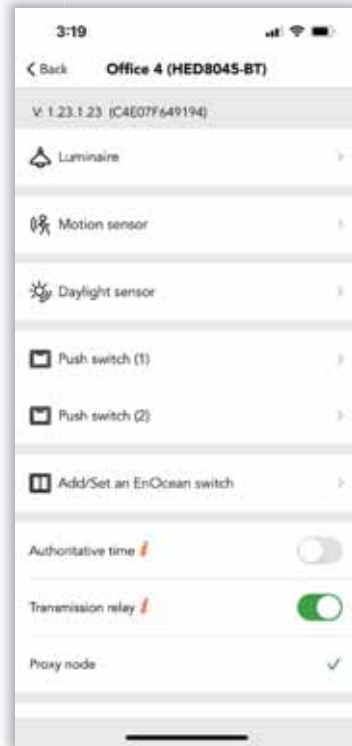 3:19
Back Office 4 (HED8045-BT)
V 1.23.1.23 (C4E07F649194)
Luminaire
Motion sensor
Daylight sensor
Push switch (1)
Push switch (2)
Add/Set an EnOcean switch
Authoritative time i
Transmission relay i
Proxy node